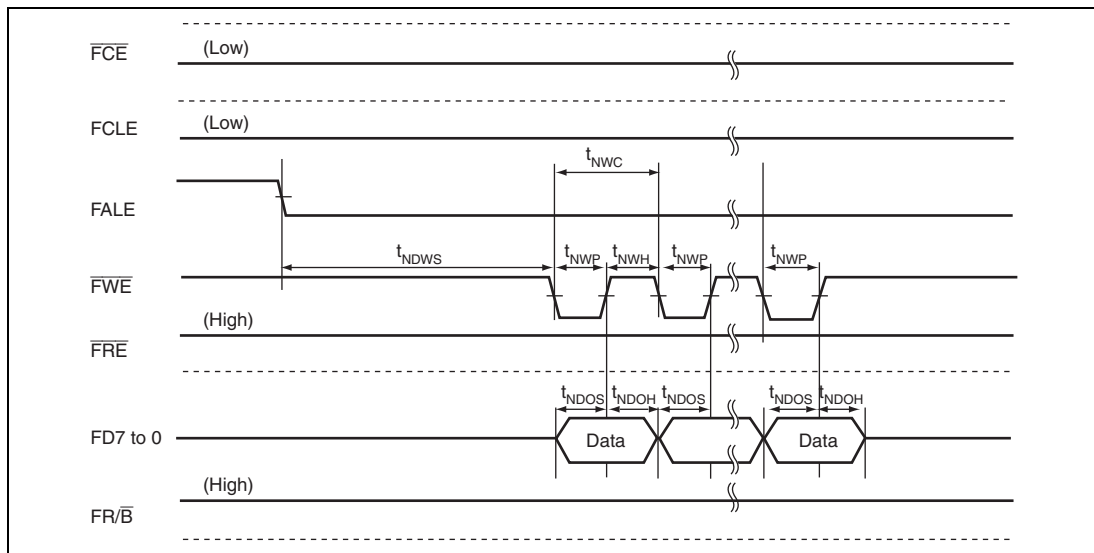 FCE (Low)
FCLE (Low)
tNWC
FALE
tNDWS tNWP tNWH tNWP tNWP
FWE
(High)
FRE
tNDOS tNDOH tNDOS tNDOS tNDOH
FD7 to 0 Data Data
(High)
FR/B